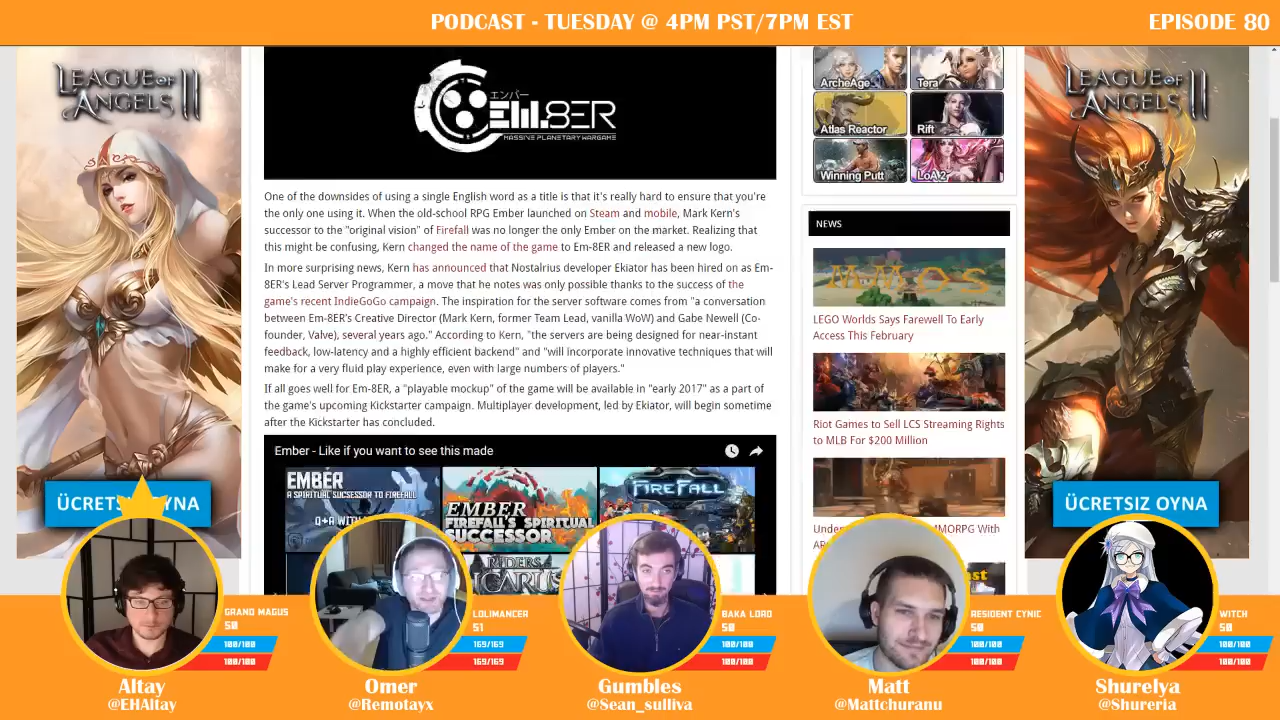 PODCAST - TUESDAY @ 4PM PST/7PM EST
EPISODE 80
LEAGUE OF
ANGELS II
エンバー
EM-8ER
MASSIVE PLANETARY WARGAME
ArcheAge
Tera
Atlas Reactor
Rift
Winning Putt
LoA 2
LEAGUE OF
ANGELS II
One of the downsides of using a single English word as a title is that it's really hard to ensure that you're
the only one using it. When the old-school RPG Ember launched on Steam and mobile, Mark Kern's
successor to the "original vision" of Firefall was no longer the only Ember on the market. Realizing that
this might be confusing, Kern changed the name of the game to Em-8ER and released a new logo.
In more surprising news, Kern has announced that Nostalrius developer Ekiator has been hired on as Em-
8ER's Lead Server Programmer, a move that he notes was only possible thanks to the success of the
game's recent IndieGoGo campaign. The inspiration for the server software comes from "a conversation
between Em-8ER's Creative Director (Mark Kern, former Team Lead, vanilla WoW) and Gabe Newell (Co-
founder, Valve), several years ago." According to Kern, "the servers are being designed for near-instant
feedback, low-latency and a highly efficient backend" and "will incorporate innovative techniques that will
make for a very fluid play experience, even with large numbers of players."
If all goes well for Em-8ER, a "playable mockup" of the game will be available in "early 2017" as a part of
the game's upcoming Kickstarter campaign. Multiplayer development, led by Ekiator, will begin sometime
after the Kickstarter has concluded.
NEWS
MMOS
LEGO Worlds Says Farewell To Early
Access This February
Riot Games to Sell LCS Streaming Rights
to MLB For $200 Million
MMORPG With
Ember - Like if you want to see this made
EMBER
A SPIRITUAL SUCSESSOR TO FIREFALL
Q+A WITH
EMBER
FIREFALL'S SPIRITUAL
SUCCESSOR
FIREFALL
RIDERS
ICARUS
ÜCRETSIZ OYNA
GRAND MAGUS
50
100/100
100/100
LOLIMANCER
51
169/169
169/169
BAKA LORD
50
100/100
100/100
RESIDENT CYNIC
50
100/100
100/100
WITCH
50
100/100
100/100
Altay
@EHAltay
Omer
@Remotayx
Gumbles
@Sean_sulliva
Matt
@Mattchuranu
Shurelya
@Shureria